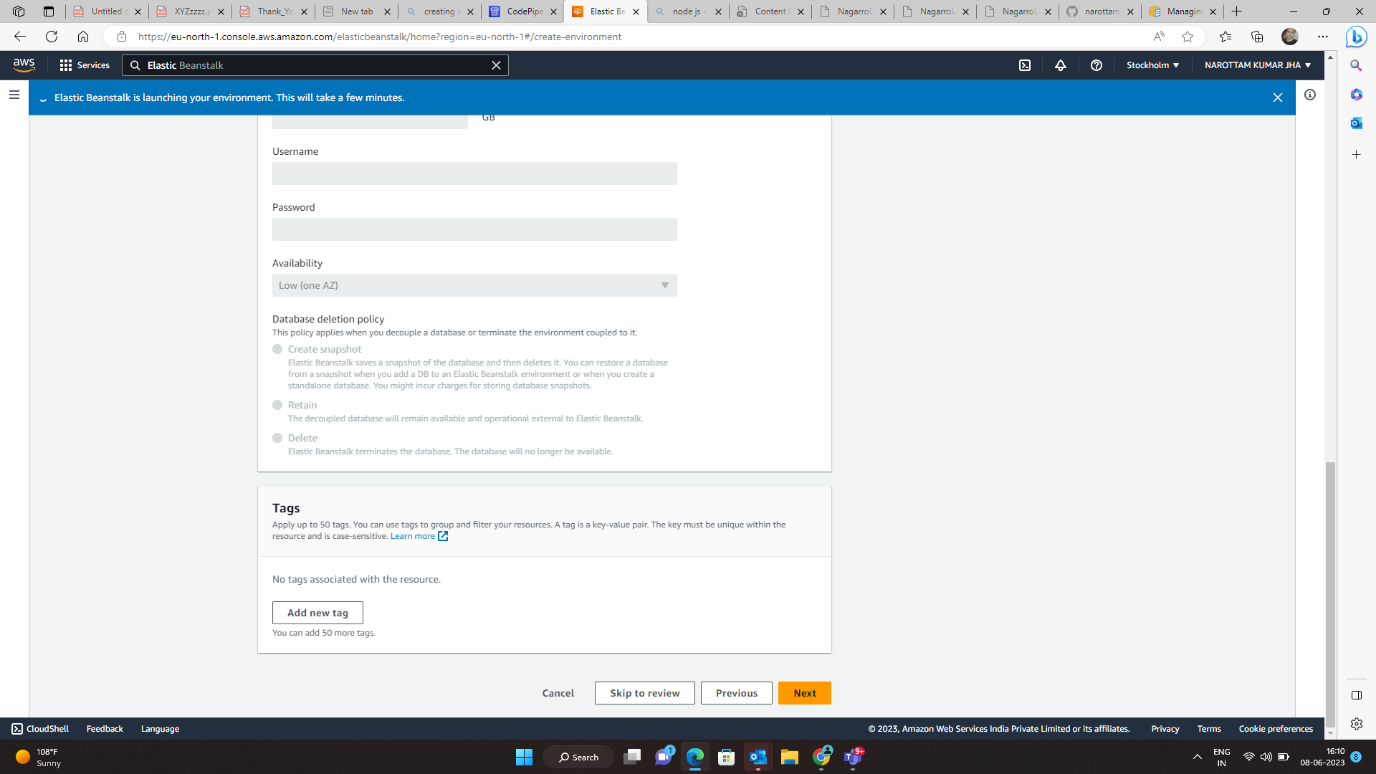 Untitled c
XYZzzzz.p
Thank_Yo
New tab
creating a
CodePipe
Elastic Be
node js -
Content F
Nagarrol
Nagarrol
Nagarrol
narottam
Managin
https://eu-north-1.console.aws.amazon.com/elasticbeanstalk/home?region=eu-north-1#/create-environment
aws
Services
Elastic Beanstalk
Stockholm
NAROTTAM KUMAR JHA
Elastic Beanstalk is launching your environment. This will take a few minutes.
GB
Username
Password
Availability
Low (one AZ)
Database deletion policy
This policy applies when you decouple a database or terminate the environment coupled to it.
Create snapshot
Elastic Beanstalk saves a snapshot of the database and then deletes it. You can restore a database
from a snapshot when you add a DB to an Elastic Beanstalk environment or when you create a
standalone database. You might incur charges for storing database snapshots.
Retain
The decoupled database will remain available and operational external to Elastic Beanstalk.
Delete
Elastic Beanstalk terminates the database. The database will no longer be available.
Tags
Apply up to 50 tags. You can use tags to group and filter your resources. A tag is a key-value pair. The key must be unique within the
resource and is case-sensitive. Learn more
No tags associated with the resource.
Add new tag
You can add 50 more tags.
Cancel
Skip to review
Previous
Next
CloudShell
Feedback
Language
© 2023, Amazon Web Services India Private Limited or its affiliates.
Privacy
Terms
Cookie preferences
108°F
Sunny
Search
1
9+
ENG
IN
16:10
08-06-2023
8